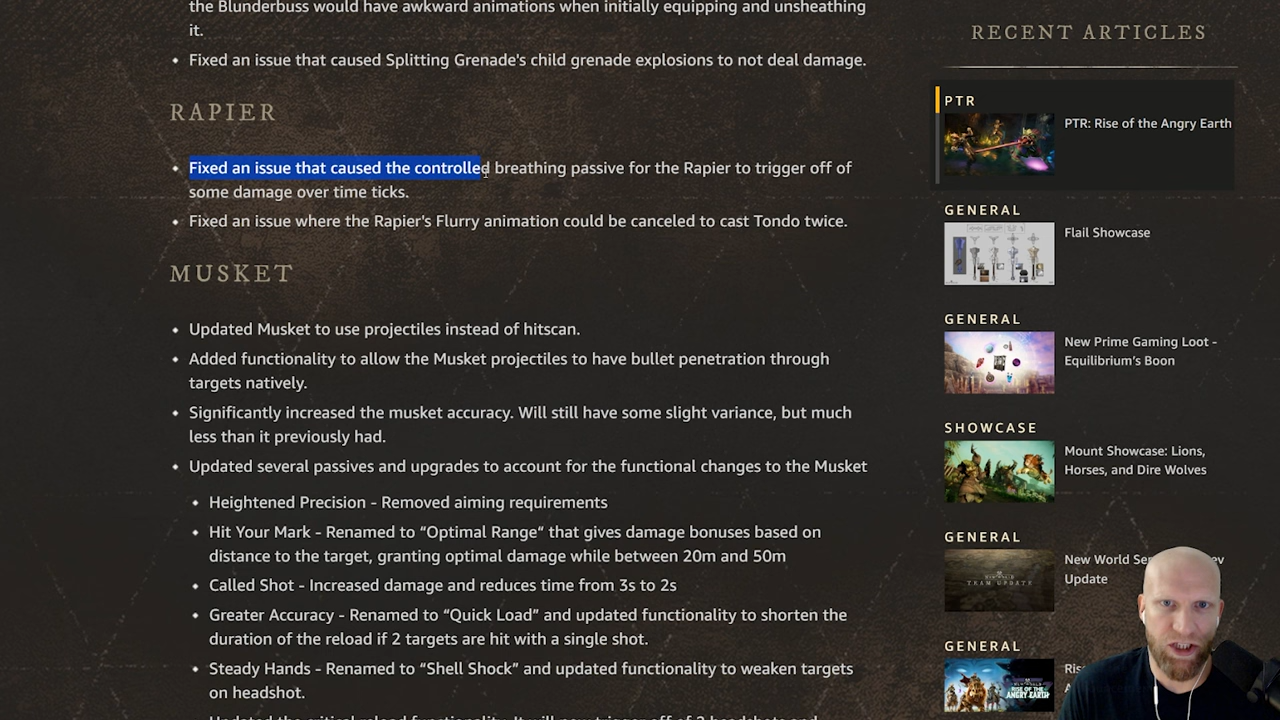 the Blunderbuss would have awkward animations when initially equipping and unsheathing
it.
Fixed an issue that caused Splitting Grenade's child grenade explosions to not deal damage.
RAPIER
Fixed an issue that caused the controlled breathing passive for the Rapier to trigger off of
some damage over time ticks.
Fixed an issue where the Rapier's Flurry animation could be canceled to cast Tondo twice.
MUSKET
Updated Musket to use projectiles instead of hitscan.
Added functionality to allow the Musket projectiles to have bullet penetration through
targets natively.
Significantly increased the musket accuracy. Will still have some slight variance, but much
less than it previously had.
Updated several passives and upgrades to account for the functional changes to the Musket
Heightened Precision - Removed aiming requirements
Hit Your Mark - Renamed to “Optimal Range“ that gives damage bonuses based on
distance to the target, granting optimal damage while between 20m and 50m
Called Shot - Increased damage and reduces time from 3s to 2s
Greater Accuracy - Renamed to “Quick Load” and updated functionality to shorten the
duration of the reload if 2 targets are hit with a single shot.
Steady Hands - Renamed to “Shell Shock” and updated functionality to weaken targets
on headshot.
RECENT ARTICLES
PTR
PTR: Rise of the Angry Earth
GENERAL
Flail Showcase
GENERAL
New Prime Gaming Loot -
Equilibrium's Boon
SHOWCASE
Mount Showcase: Lions,
Horses, and Dire Wolves
GENERAL
New World
Update
TEAM UPDATE
GENERAL
RISE OF THE
ANGRY EARTH